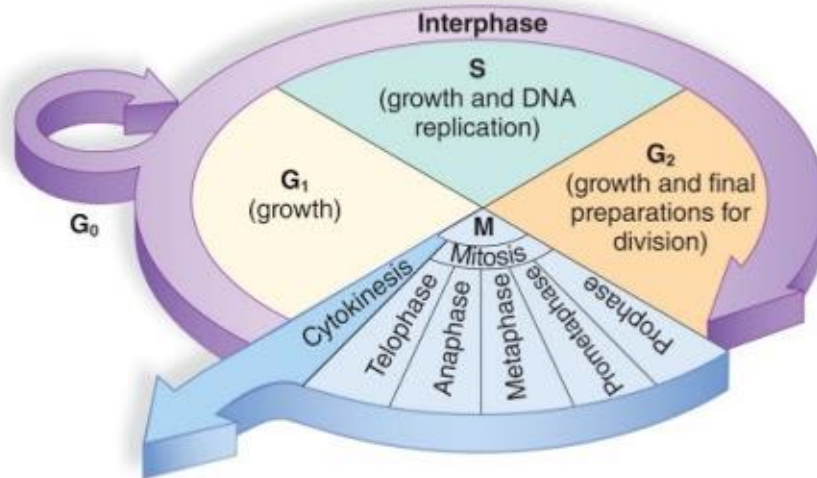 Interphase
S
(growth and DNA
replication)
G₁
(growth)
G₂
(growth and final
preparations for
division)
G₀
M
Mitosis
Cytokinesis
Telophase
Anaphase
Metaphase
Prometaphase
Prophase